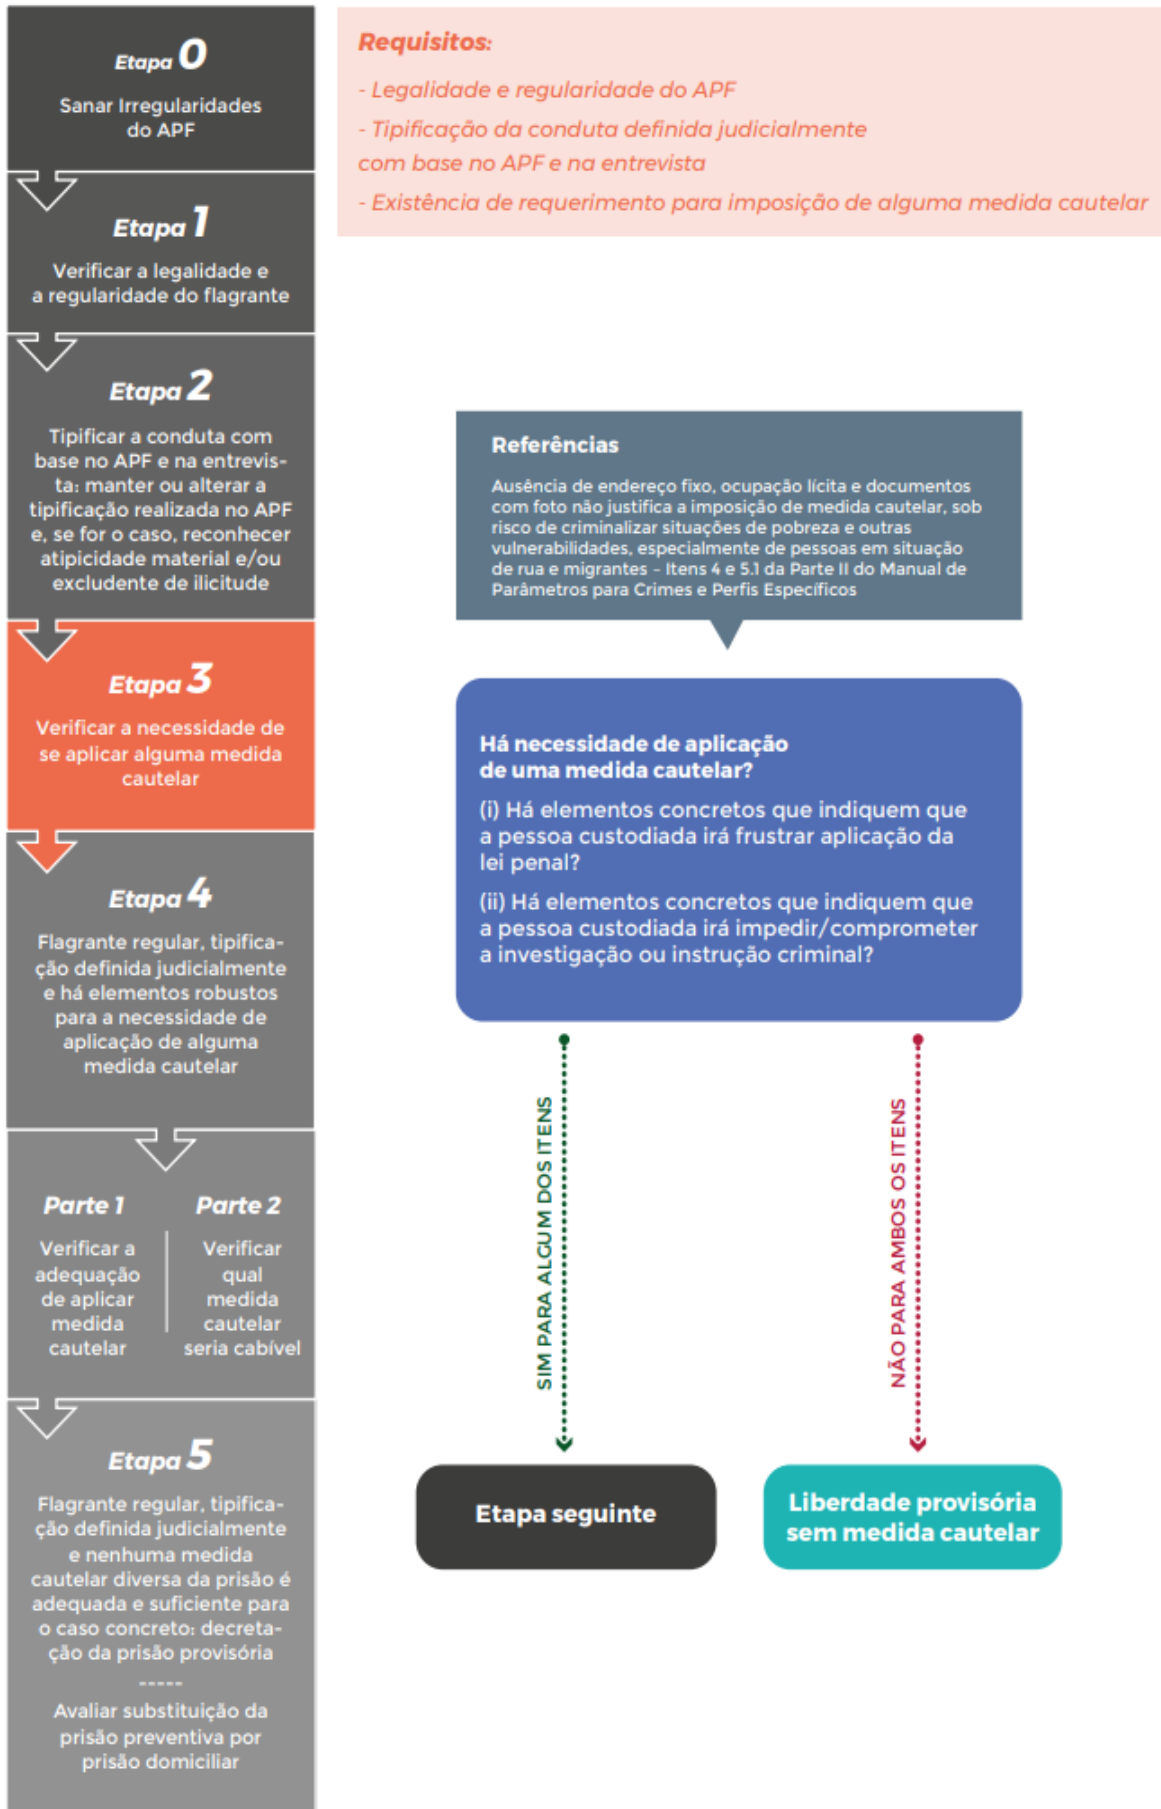 Etapa 0
Sanar Irregularidades
do APF
Etapa 1
Verificar a legalidade e
a regularidade do flagrante
Etapa 2
Tipificar a conduta com
base no APF e na entrevis-
ta: manter ou alterar a
tipificação realizada no APF
e, se for o caso, reconhecer
atipicidade material e/ou
excludente de ilicitude
Etapa 3
Verificar a necessidade de
se aplicar alguma medida
cautelar
Etapa 4
Flagrante regular, tipifica-
ção definida judicialmente
e há elementos robustos
para a necessidade de
aplicação de alguma
medida cautelar
Parte 1
Verificar a
adequação
de aplicar
medida
cautelar
Parte 2
Verificar
qual
medida
cautelar
seria cabível
Etapa 5
Flagrante regular, tipifica-
ção definida judicialmente
e nenhuma medida
cautelar diversa da prisão é
adequada e suficiente para
o caso concreto: decreta-
ção da prisão provisória
-----
Avaliar substituição da
prisão preventiva por
prisão domiciliar
Requisitos:
- Legalidade e regularidade do APF
- Tipificação da conduta definida judicialmente
com base no APF e na entrevista
- Existência de requerimento para imposição de alguma medida cautelar
Referências
Ausência de endereço fixo, ocupação lícita e documentos
com foto não justifica a imposição de medida cautelar, sob
risco de criminalizar situações de pobreza e outras
vulnerabilidades, especialmente de pessoas em situação
de rua e migrantes – Itens 4 e 5.1 da Parte II do Manual de
Parâmetros para Crimes e Perfis Específicos
Há necessidade de aplicação
de uma medida cautelar?
(i) Há elementos concretos que indiquem que
a pessoa custodiada irá frustrar aplicação da
lei penal?
(ii) Há elementos concretos que indiquem que
a pessoa custodiada irá impedir/comprometer
a investigação ou instrução criminal?
SIM PARA ALGUM DOS ITENS
NÃO PARA AMBOS OS ITENS
Etapa seguinte
Liberdade provisória
sem medida cautelar